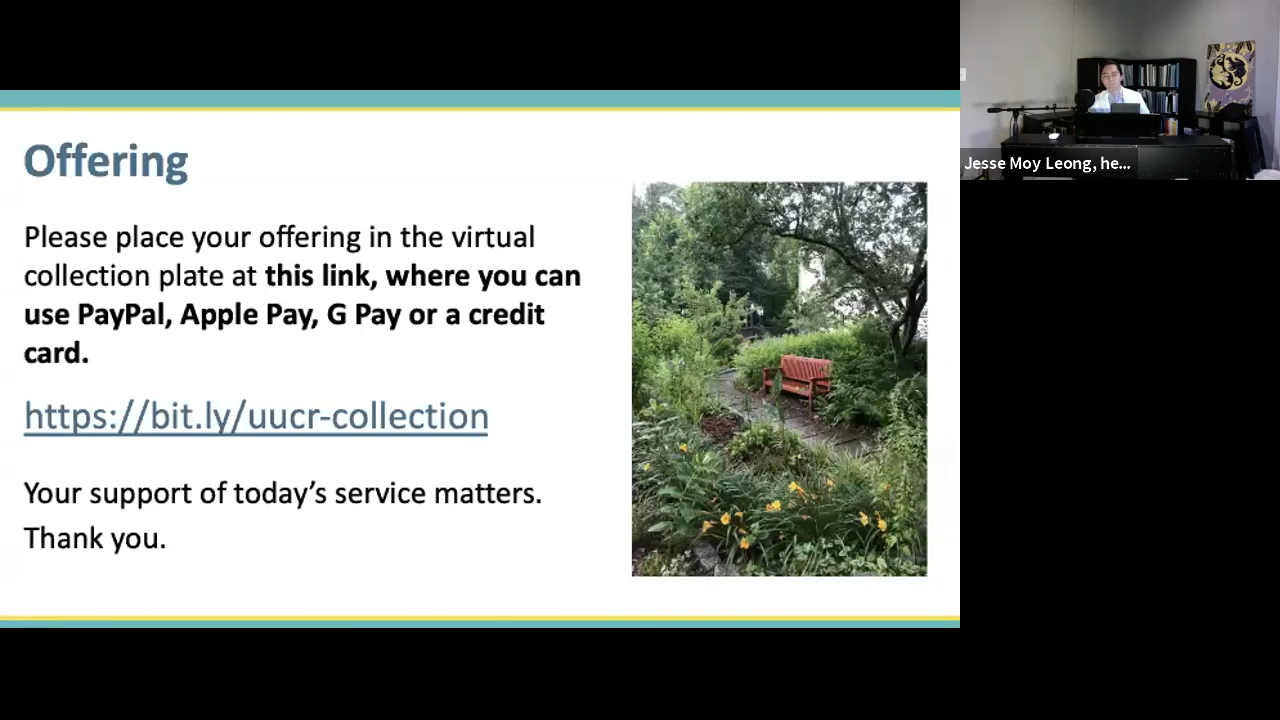 Offering
Please place your offering in the virtual
collection plate at this link, where you can
use PayPal, Apple Pay, G Pay or a credit
card.
https://bit.ly/uucr-collection
Your support of today’s service matters.
Thank you.
Jesse Moy Leong, he...